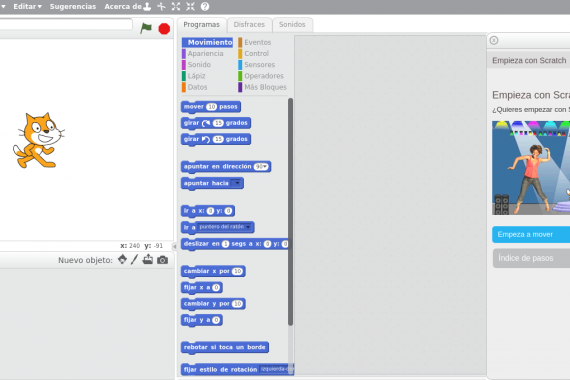 Editar Sugerencias Acerca de
Programas Disfraces Sonidos
Movimiento Eventos
Apariencia Control
Sonido Sensores
Lápiz Operadores
Datos Más Bloques
mover 10 pasos
girar 15 grados
girar 15 grados
apuntar en dirección 90
apuntar hacia
ir a x: 0 y: 0
ir a puntero del ratón
deslizar en 1 segs a x: 0 y: 0
cambiar x por 10
fijar x a 0
cambiar y por 10
fijar y a 0
rebotar si toca un borde
fijar estilo de rotación
x: 240 y: -91
Nuevo objeto:
Empieza con Scratch
Empieza con Scra
¿Quieres empezar con S
Empeza a mover
Índice de pasos